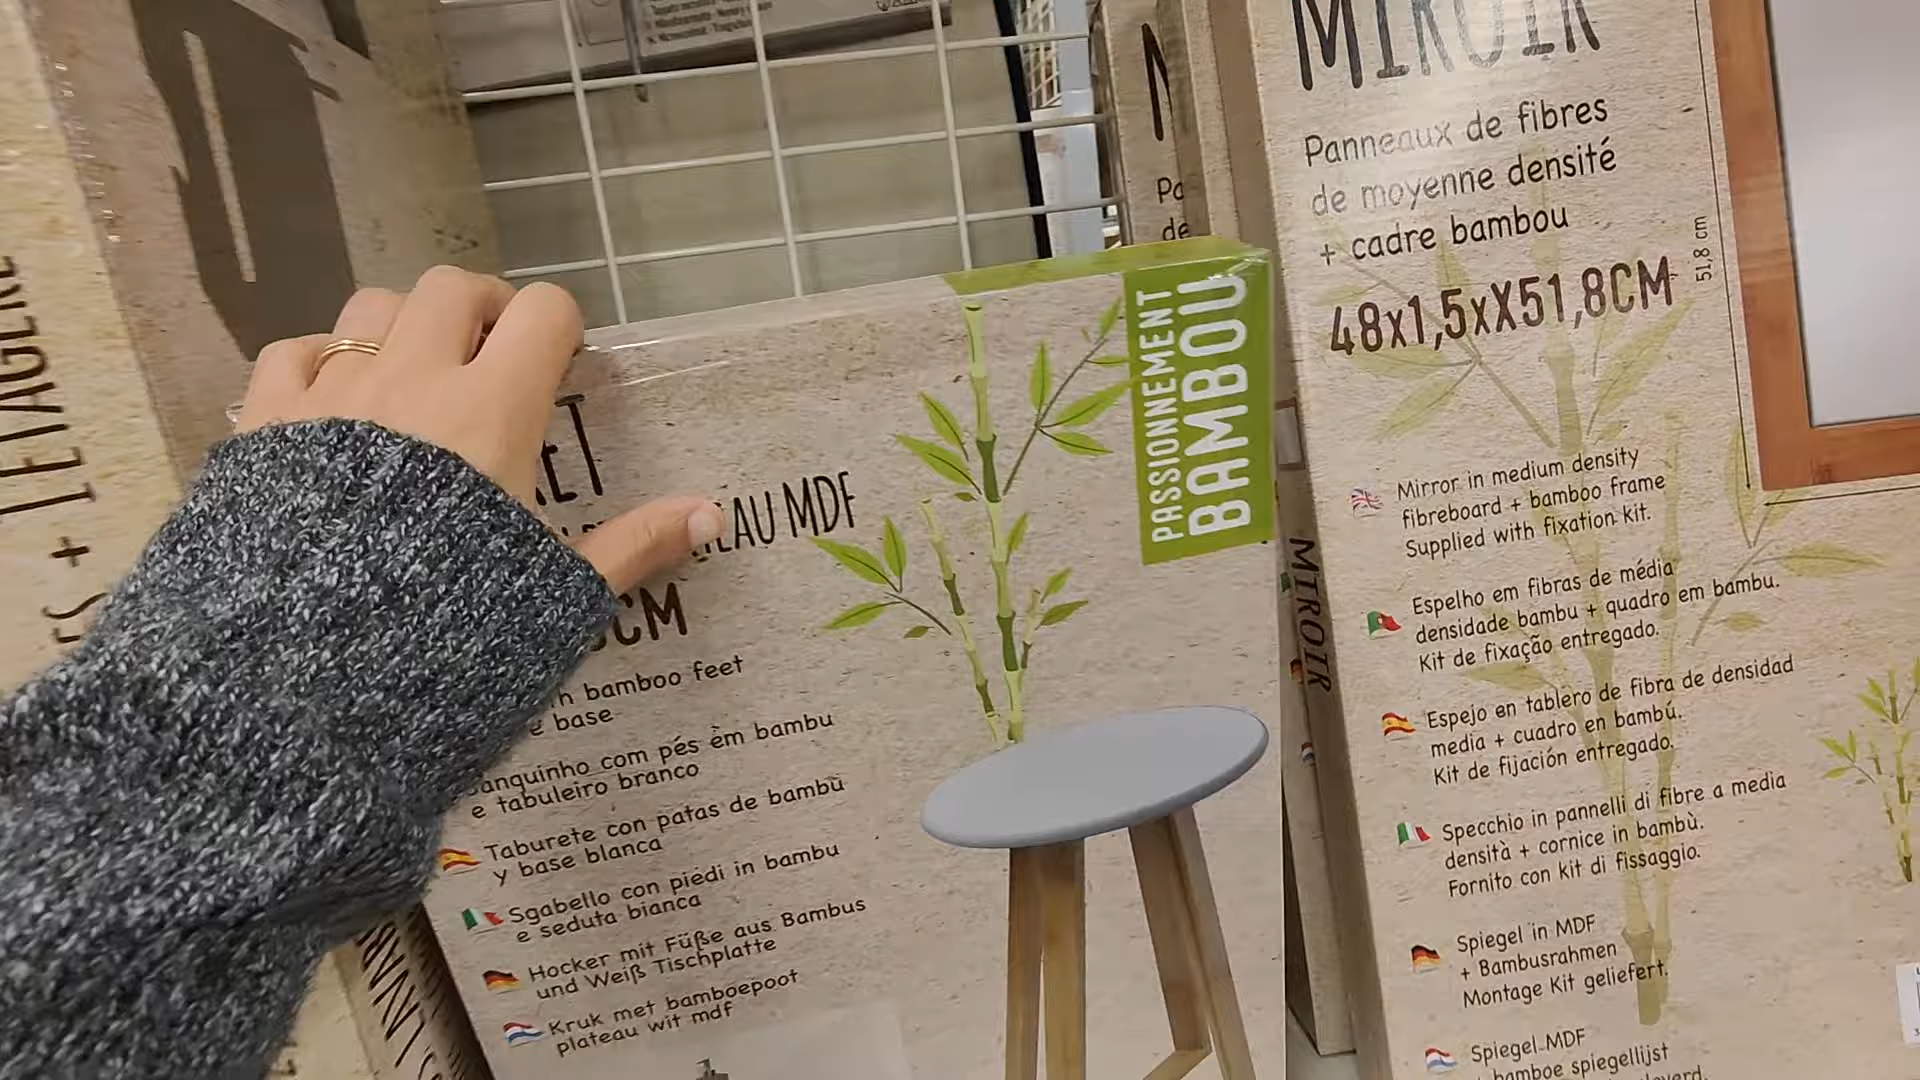 MIROIR
Panneaux de fibres
de moyenne densité
+ cadre bambou
48x1,5xX51,8CM
51,8 cm
Mirror in medium density
fibreboard + bamboo frame
Supplied with fixation kit.
Espelho em fibras de média
densidade bambu + quadro em bambu.
Kit de fixação entregado.
Espejo en tablero de fibra de densidad
media + cuadro en bambú.
Kit de fijación entregado.
Specchio in pannelli di fibre a media
densità + cornice in bambù.
Fornito con kit di fissaggio.
Spiegel in MDF
+ Bambusrahmen
Montage Kit geliefert.
Spiegel MDF
bamboe spiegellijst
MIROIR
PASSIONNEMENT
BAMBOU
MDF
CM
bamboo feet
base
com pés em bambu
e tabuleiro branco
Taburete con patas de bambù
y base blanca
Sgabello con piedi in bambu
e seduta bianca
Hocker mit Füße aus Bambus
und Weiß Tischplatte
Kruk met bamboepoot
plateau wit mdf